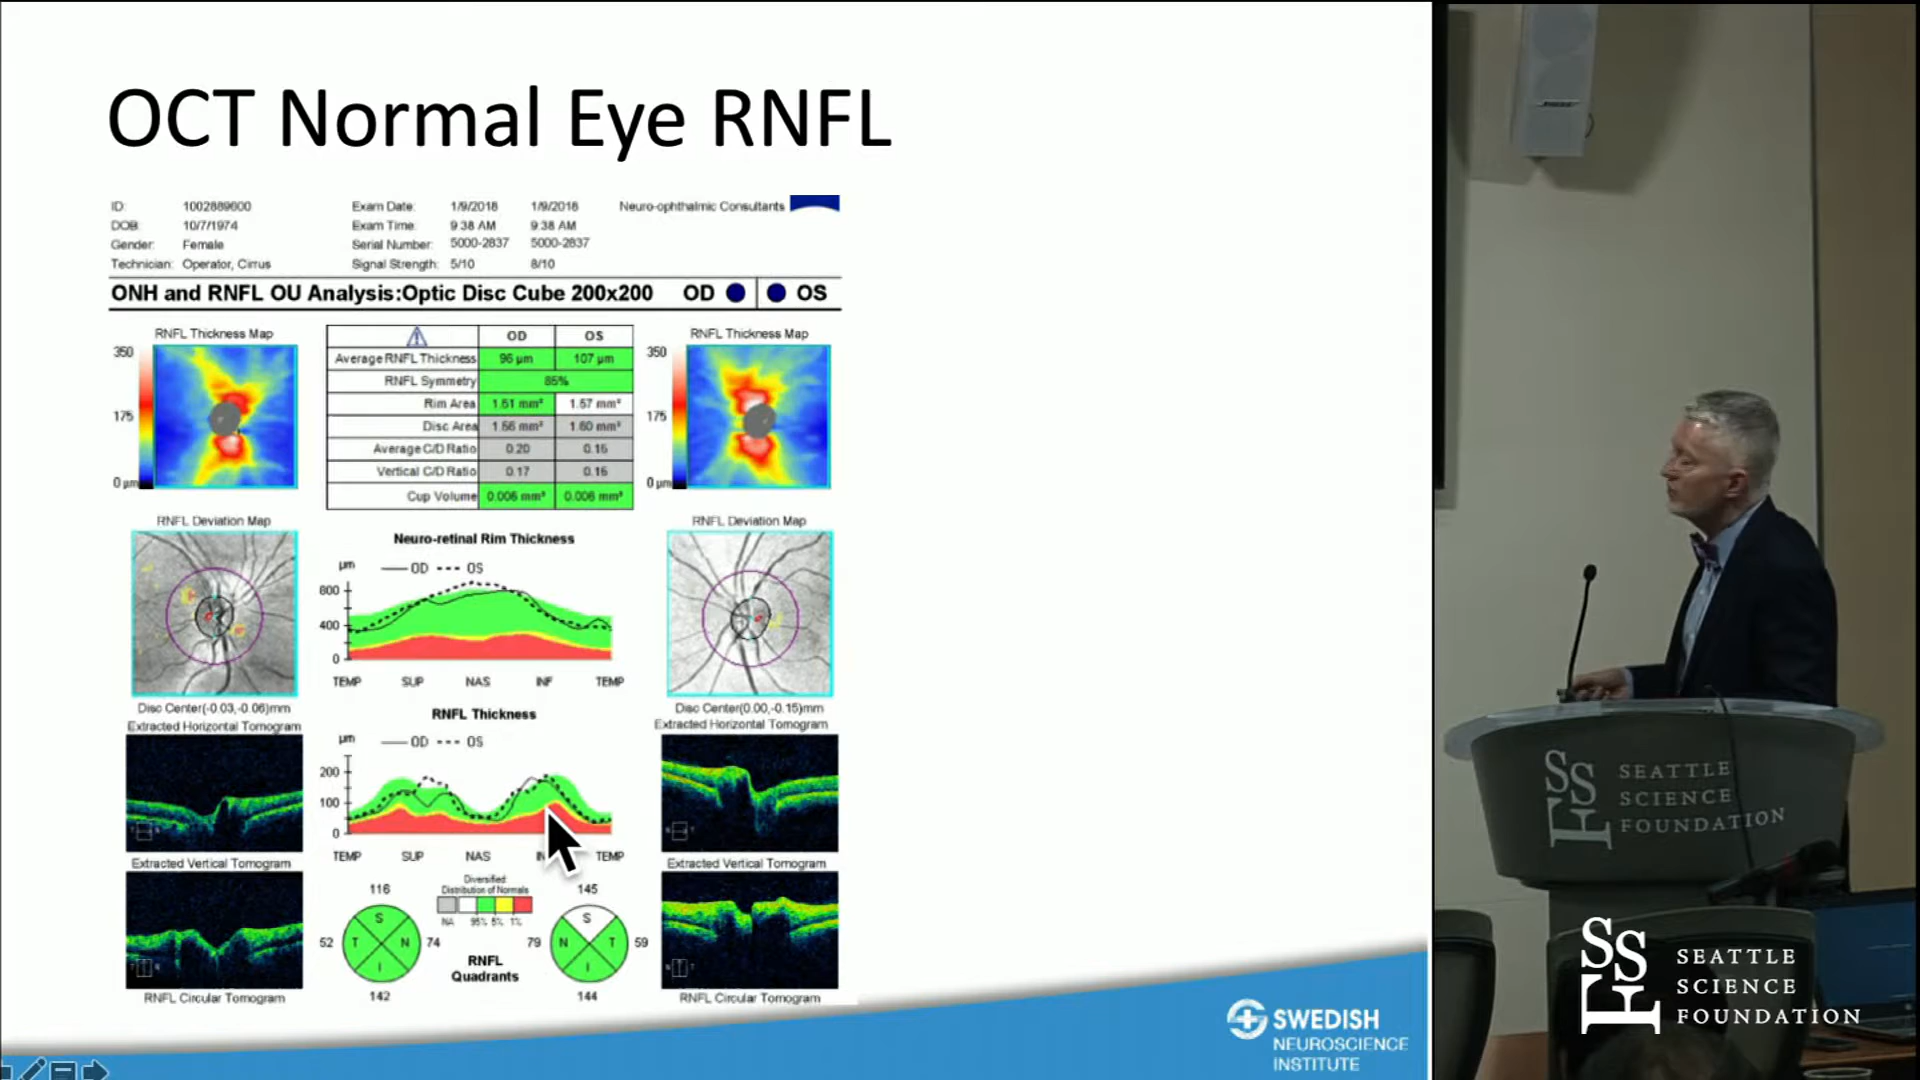 OCT Normal Eye RNFL
ID: 1002889600 Exam Date: 1/9/2018 1/9/2018 Neuro-ophthalmic Consultants
DOB: 10/7/1974 Exam Time: 9:38 AM 9:38 AM
Gender: Female Serial Number: 5000-2837 5000-2837
Technician: Operator, Cirrus Signal Strength: 5/10 8/10
ONH and RNFL OU Analysis:Optic Disc Cube 200x200 OD OS
RNFL Thickness Map
350
175
0 µm
OD OS
Average RNFL Thickness 96 µm 107 µm
RNFL Symmetry 85%
Rim Area 1.51 mm² 1.57 mm²
Disc Area 1.56 mm² 1.60 mm²
Average C/D Ratio 0.20 0.15
Vertical C/D Ratio 0.17 0.16
Cup Volume 0.006 mm³ 0.006 mm³
RNFL Thickness Map
350
175
0 µm
RNFL Deviation Map
Disc Center(-0.03,-0.06)mm
Extracted Horizontal Tomogram
Extracted Vertical Tomogram
RNFL Circular Tomogram
Neuro-retinal Rim Thickness
µm OD OS
800
400
0
TEMP SUP NAS INF TEMP
RNFL Thickness
µm OD OS
200
100
0
TEMP SUP NAS TEMP
Diversified:
Distribution of Normals
NA 95% 5% 1%
116
S
52 T N 74
I
142
RNFL
Quadrants
145
S
79 N T 59
I
144
RNFL Deviation Map
Disc Center(0.00,-0.15)mm
Extracted Horizontal Tomogram
Extracted Vertical Tomogram
RNFL Circular Tomogram
SWEDISH
NEUROSCIENCE
INSTITUTE
BOSE
SSF
SEATTLE
SCIENCE
FOUNDATION
SSF
SEATTLE
SCIENCE
FOUNDATION